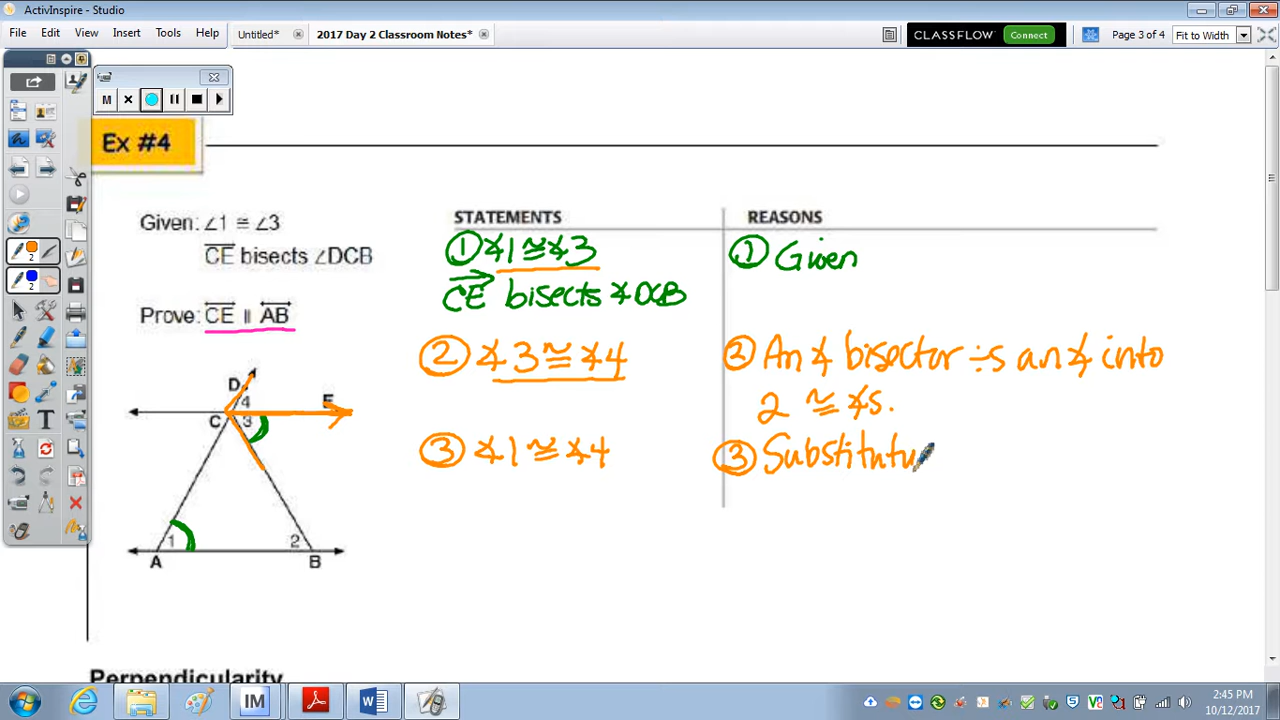 ActivInspire - Studio
File Edit View Insert Tools Help Untitled* 2017 Day 2 Classroom Notes* CLASSFLOW Connect Page 3 of 4 Fit to Width
M
Ex #4
Given: ∠1 ≅ ∠3
CE bisects ∠DCB
Prove: CE ∥ AB
STATEMENTS REASONS
① ∡1 ≅ ∡3 ① Given
CE bisects ∡DCB
② ∡3 ≅ ∡4 ② An ∡ bisector ÷s an ∡ into
2 ≅ ∡s.
③ ∡1 ≅ ∡4 ③ Substitutu
D 4 E
C 3
1 2
A B
Perpendicularity
2 2 T
IM W
2:45 PM
10/12/2017